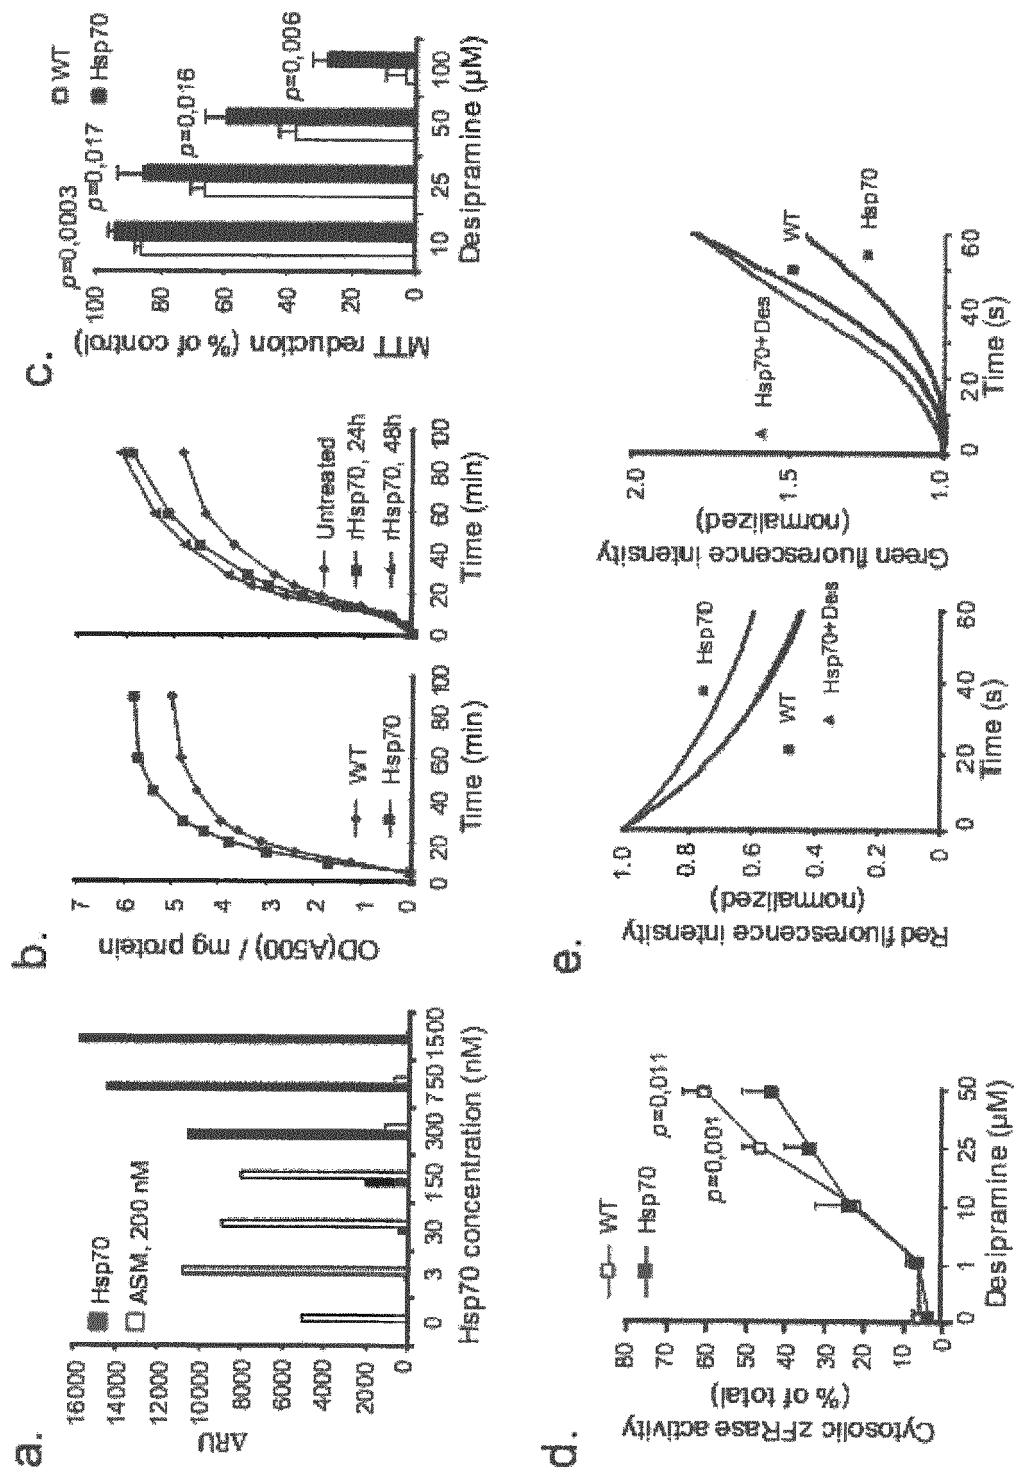 a.
ΔRU
16000
14000
12000
10000
8000
6000
4000
2000
0
Hsp70
ASM, 200 nM
0 3 30 150 300 750 1500
Hsp70 concentration (nM)
b.
OD(A500) / mg protein
7
6
5
4
3
2
1
0
WT
Hsp70
0 20 40 60 80 100
Time (min)
Untreated
rHsp70, 24h
rHsp70, 48h
0 20 40 60 80 100
Time (min)
c.
MTT reduction (% of control)
100
80
60
40
20
0
p=0,0003
p=0,017
p=0,016
p=0,006
WT
Hsp70
10 25 50 100
Desipramine (µM)
d.
Cytosolic zFRase activity
(% of total)
80
70
60
50
40
30
20
10
0
WT
Hsp70
p=0,001
p=0,011
0 1 10 25 50
Desipramine (µM)
e.
Red fluorescence intensity
(normalized)
1.0
0.8
0.6
0.4
0.2
0
Hsp70
WT
Hsp70+Des
0 20 40 60
Time (s)
Green fluorescence intensity
(normalized)
2.0
1.5
1.0
Hsp70+Des
WT
Hsp70
0 20 40 60
Time (s)